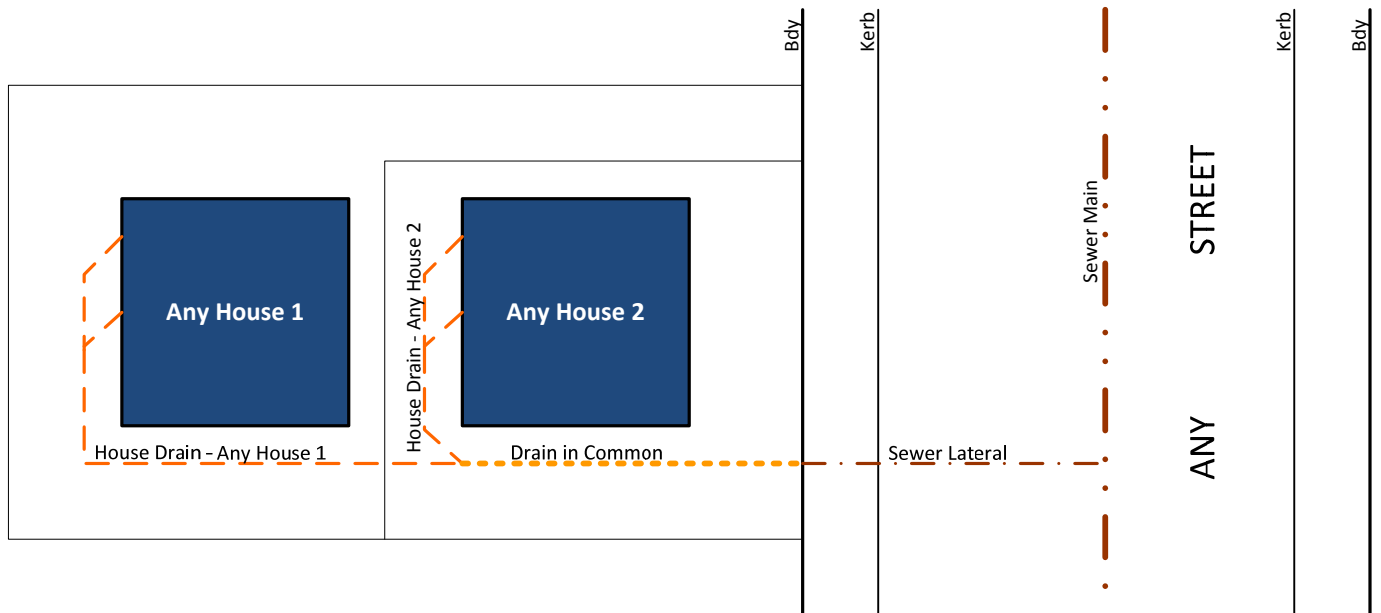 Bdy
Kerb
Kerb
Bdy
Any House 1
House Drain - Any House 2
Any House 2
Sewer Main
ANY STREET
House Drain – Any House 1
Drain in Common
Sewer Lateral